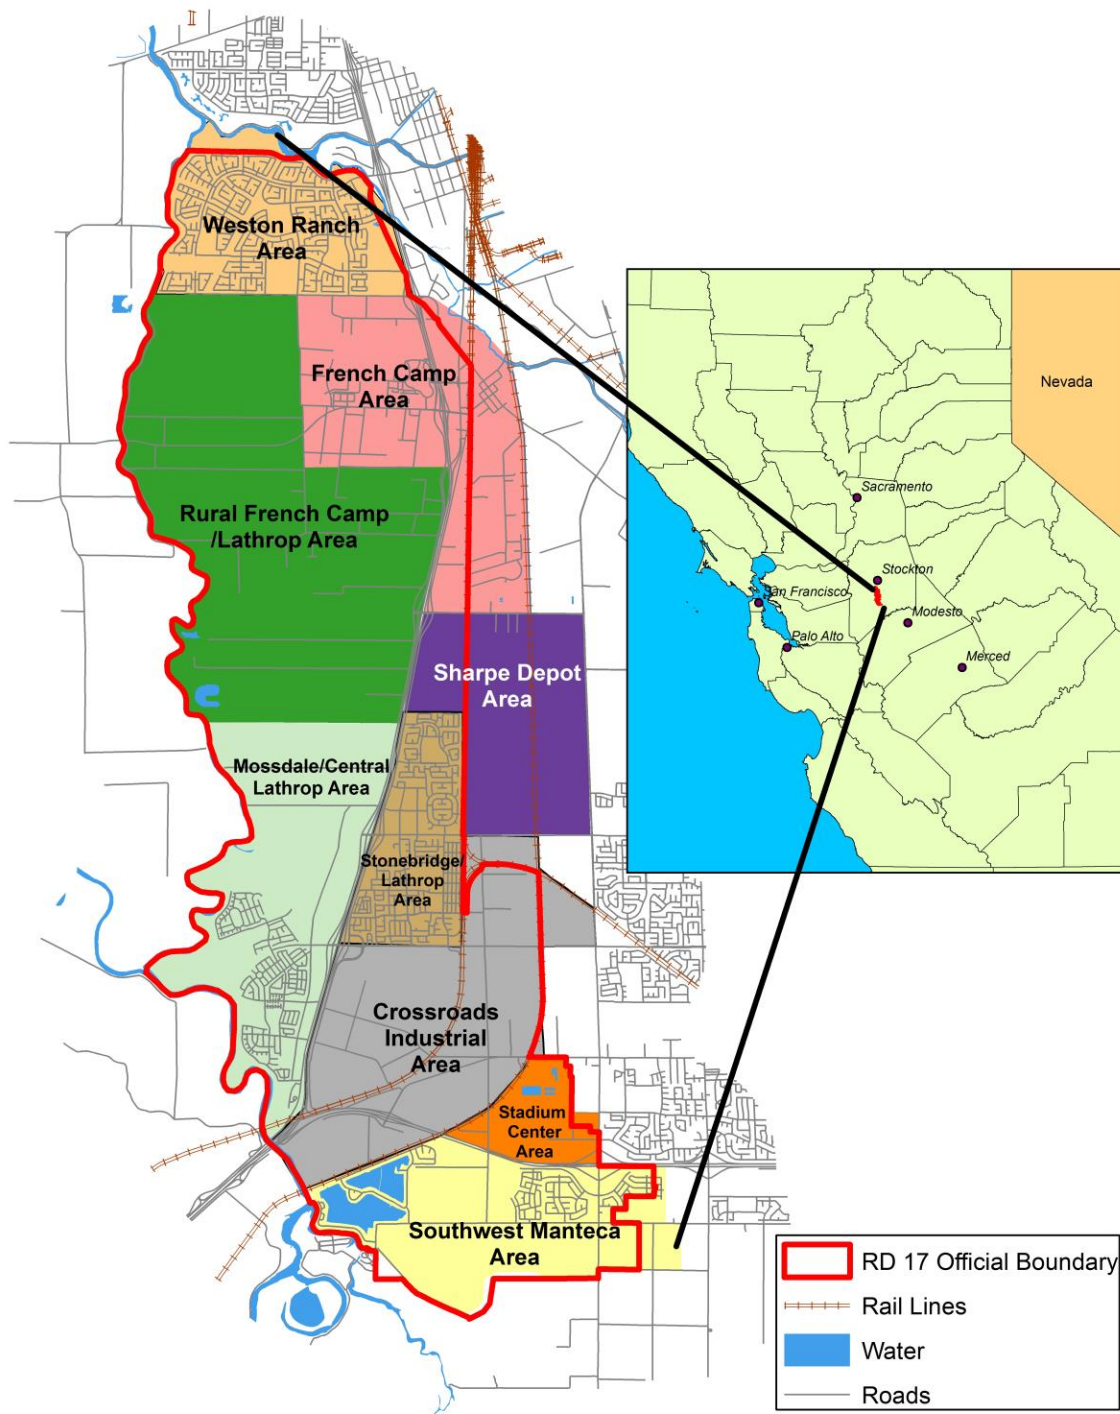 Weston Ranch
Area
French Camp
Area
Rural French Camp
/Lathrop Area
Sharpe Depot
Area
Mossdale/Central
Lathrop Area
Stonebridge/
Lathrop
Area
Crossroads
Industrial
Area
Stadium
Center
Area
Southwest Manteca
Area
Nevada
Sacramento
Stockton
San Francisco
Modesto
Palo Alto
Merced
RD 17 Official Boundary
Rail Lines
Water
Roads